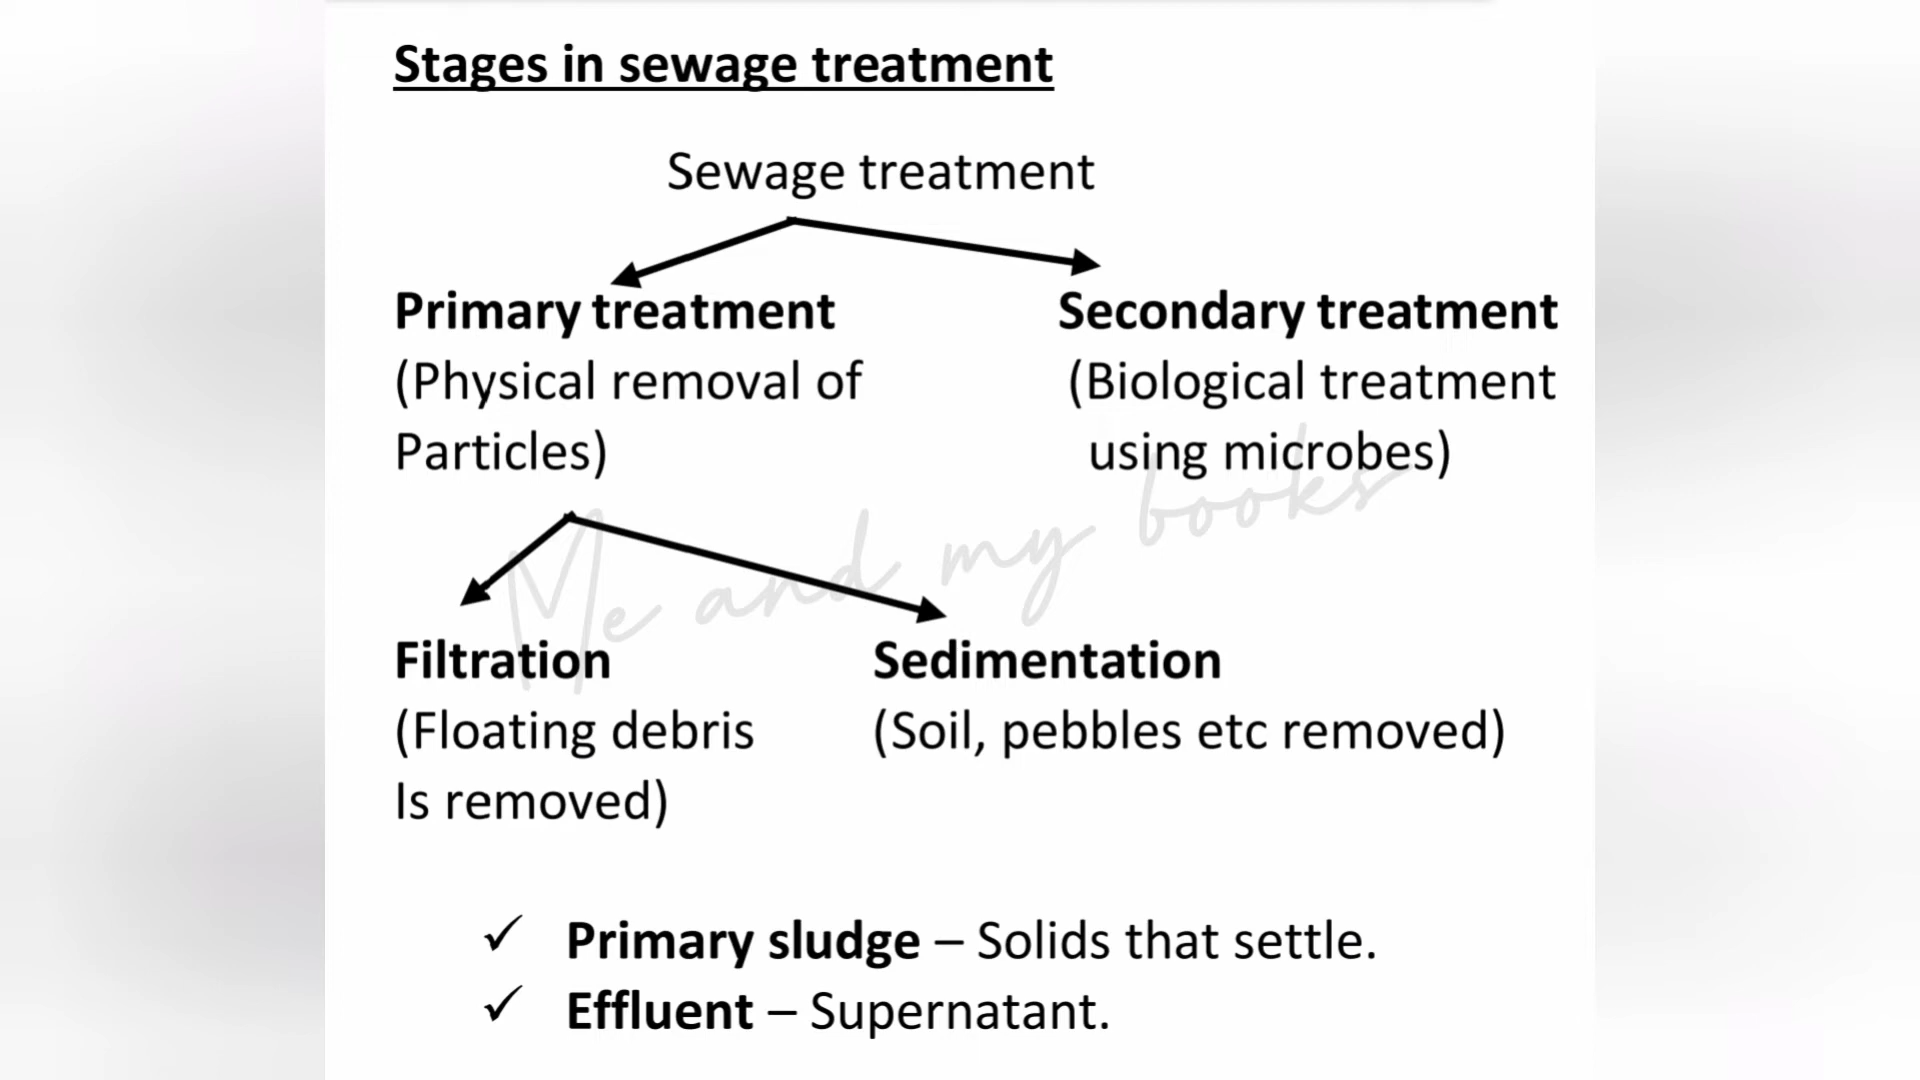 Stages in sewage treatment
Sewage treatment
Primary treatment
Secondary treatment
(Physical removal of
Particles)
(Biological treatment
using microbes)
Me and my books
Filtration
(Floating debris
Is removed)
Sedimentation
(Soil, pebbles etc removed)
✓ Primary sludge – Solids that settle.
✓ Effluent – Supernatant.